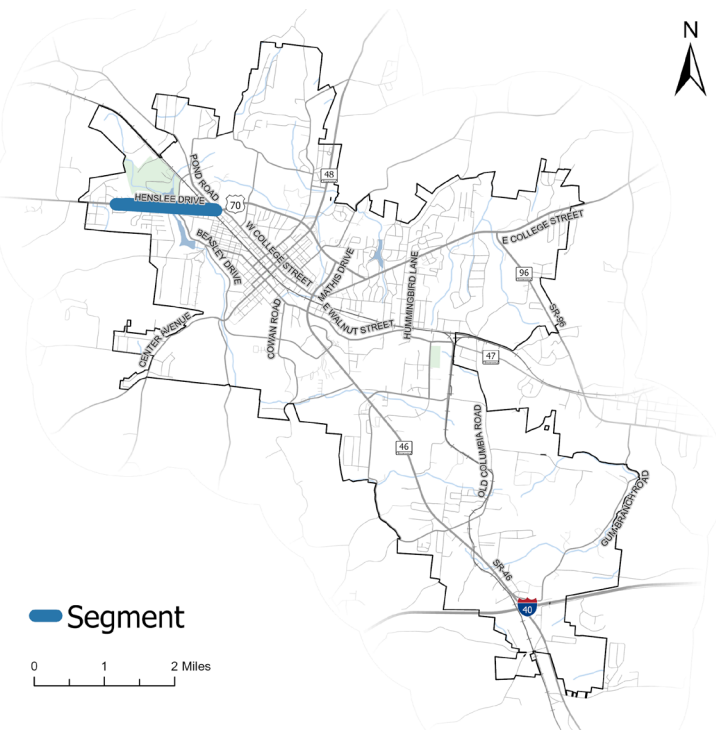 N
48
POND ROAD
HENSLEE DRIVE
70
W COLLEGE STREET
E COLLEGE STREET
BEASLEY DRIVE
MATHIS DRIVE
HUMMINGBIRD LANE
96
SR-96
COWAN ROAD
E WALNUT STREET
CENTER AVENUE
47
46
OLD COLUMBIA ROAD
GUM BRANCH ROAD
SR-46
40
Segment
0 1 2 Miles